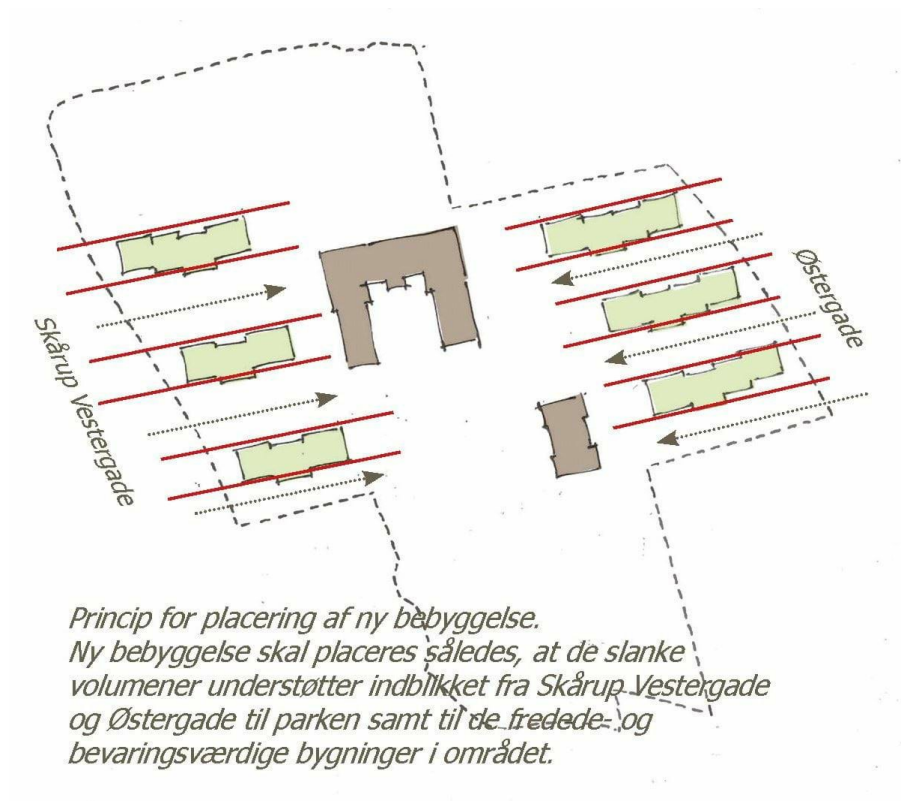 Skårup Vestergade
Østergade
Princip for placering af ny bebyggelse.
Ny bebyggelse skal placeres således, at de slanke
volumener understøtter indblikket fra Skårup Vestergade
og Østergade til parken samt til de fredede- og
bevaringsværdige bygninger i området.